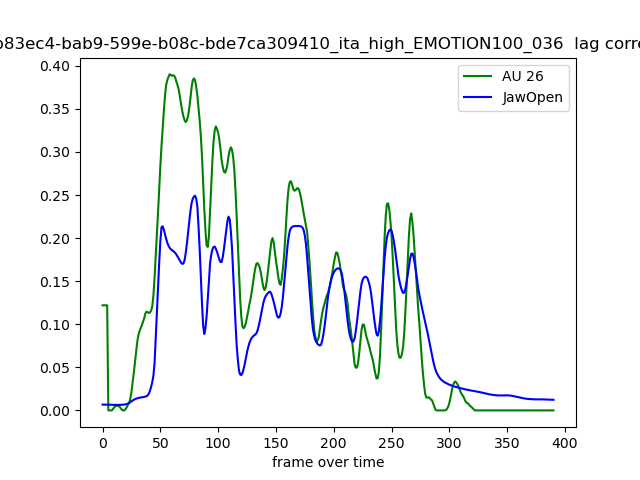 b83ec4-bab9-599e-b08c-bde7ca309410_ita_high_EMOTION100_036 lag corre
AU 26
JawOpen
0.40
0.35
0.30
0.25
0.20
0.15
0.10
0.05
0.00
0 50 100 150 200 250 300 350 400
frame over time